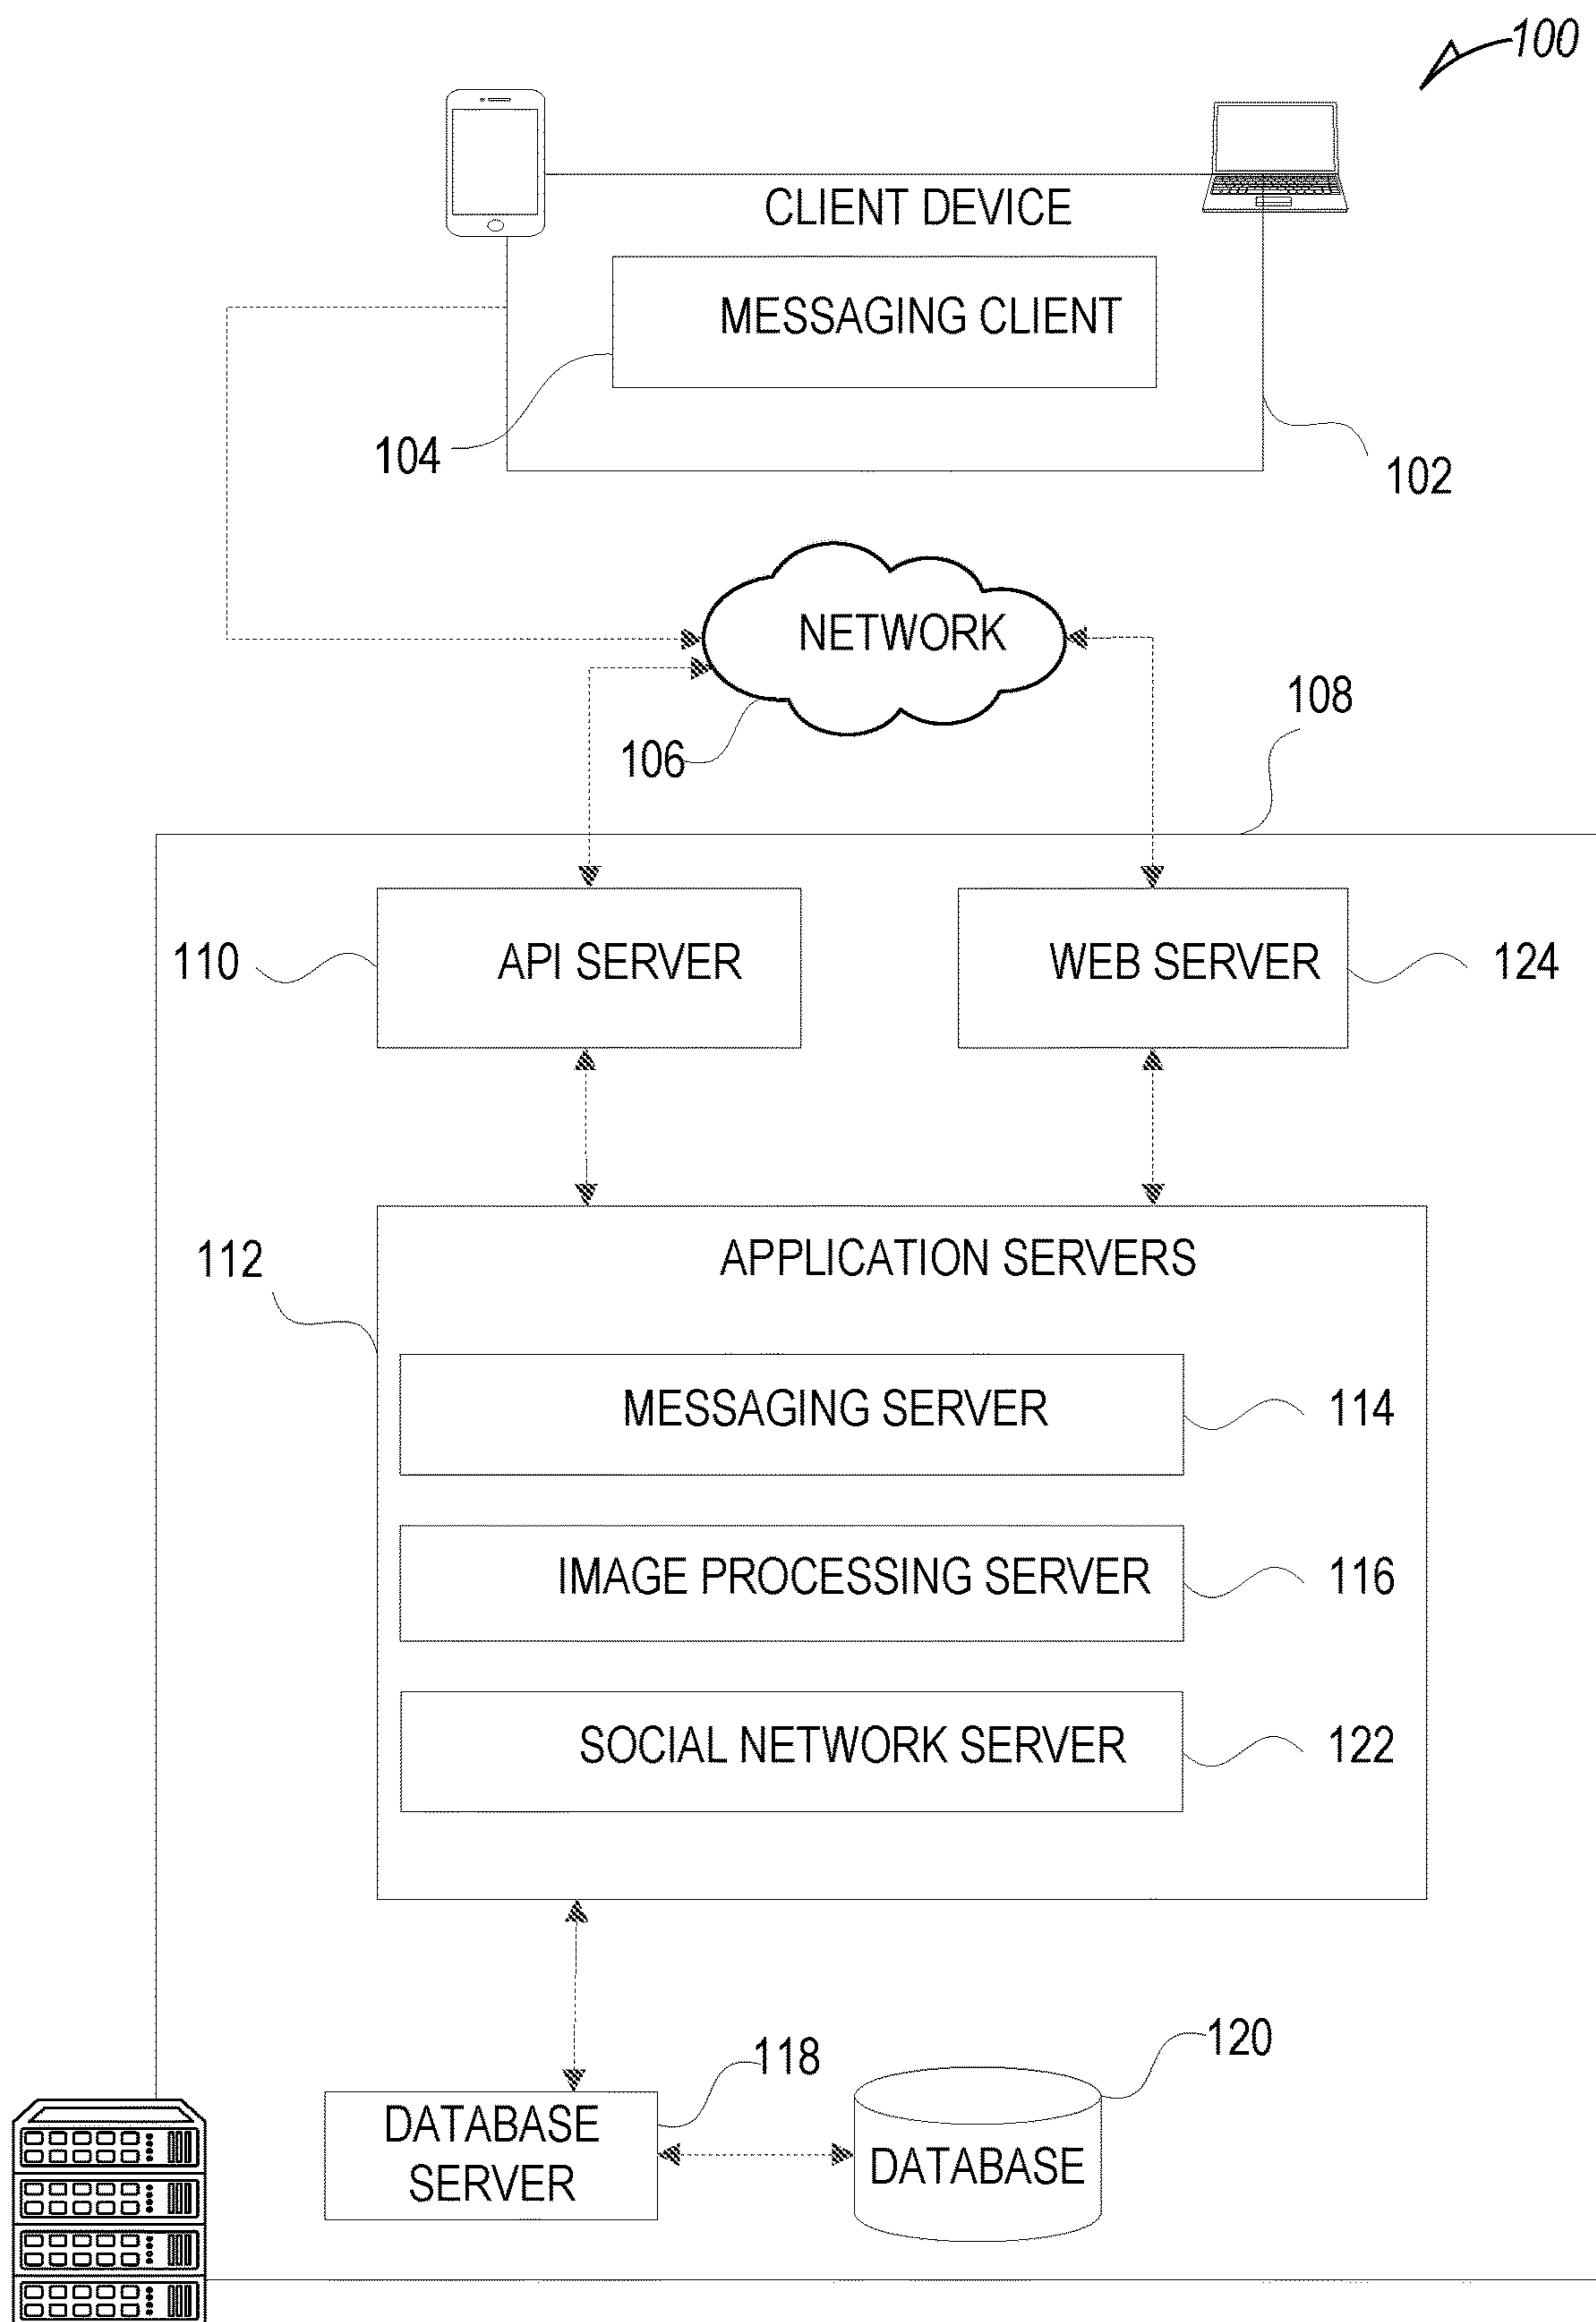 100
CLIENT DEVICE
MESSAGING CLIENT
104
102
NETWORK
106
108
110
API SERVER
WEB SERVER
124
112
APPLICATION SERVERS
MESSAGING SERVER
114
IMAGE PROCESSING SERVER
116
SOCIAL NETWORK SERVER
122
118
120
DATABASE
SERVER
DATABASE